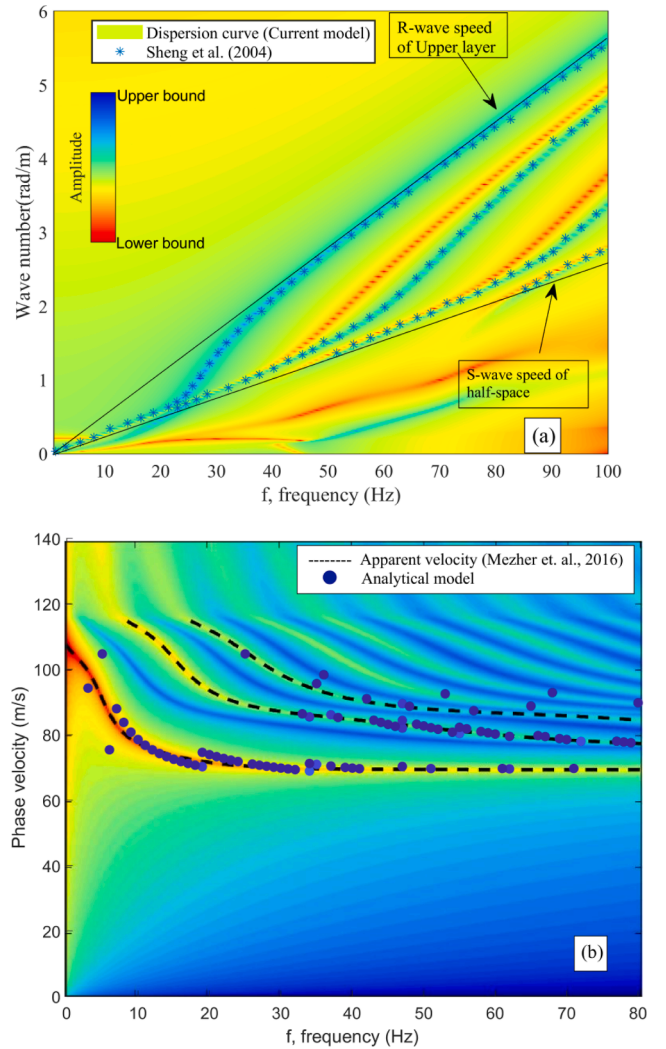 6
5
4
3
2
1
0
Wave number(rad/m)
Dispersion curve (Current model)
Sheng et al. (2004)
R-wave speed
of Upper layer
Upper bound
Amplitude
Lower bound
S-wave speed of
half-space
(a)
10 20 30 40 50 60 70 80 90 100
f, frequency (Hz)
140
120
100
80
60
40
20
0
Phase velocity (m/s)
Apparent velocity (Mezher et. al., 2016)
Analytical model
(b)
0 10 20 30 40 50 60 70 80
f, frequency (Hz)